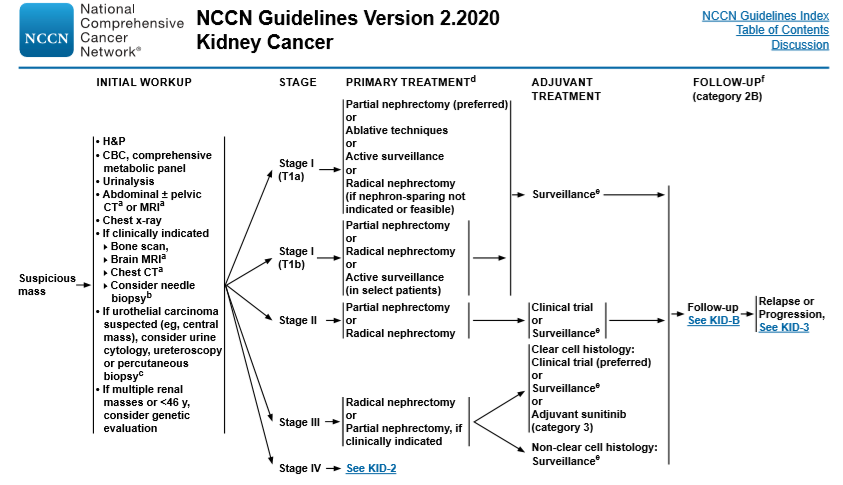 National
Comprehensive
NCCN Cancer
Network®
NCCN Guidelines Version 2.2020
Kidney Cancer
NCCN Guidelines Index
Table of Contents
Discussion
INITIAL WORKUP
STAGE
PRIMARY TREATMENTd
ADJUVANT
TREATMENT
FOLLOW-UPf
(category 2B)
Suspicious
mass
• H&P
• CBC, comprehensive
metabolic panel
• Urinalysis
• Abdominal ± pelvic
CTa or MRIa
• Chest x-ray
• If clinically indicated
Bone scan,
Brain MRIa
Chest CTa
Consider needle
biopsyb
• If urothelial carcinoma
suspected (eg, central
mass), consider urine
cytology, ureteroscopy
or percutaneous
biopsyc
• If multiple renal
masses or <46 y,
consider genetic
evaluation
Stage I
(T1a)
Partial nephrectomy (preferred)
or
Ablative techniques
or
Active surveillance
or
Radical nephrectomy
(if nephron-sparing not
indicated or feasible)
Surveillancee
Stage I
(T1b)
Partial nephrectomy
or
Radical nephrectomy
or
Active surveillance
(in select patients)
Stage II
Partial nephrectomy
or
Radical nephrectomy
Clinical trial
or
Surveillancee
Stage III
Radical nephrectomy
or
Partial nephrectomy, if
clinically indicated
Clear cell histology:
Clinical trial (preferred)
or
Surveillancee
or
Adjuvant sunitinib
(category 3)
Non-clear cell histology:
Surveillancee
Stage IV
See KID-2
Follow-up
See KID-B
Relapse or
Progression,
See KID-3